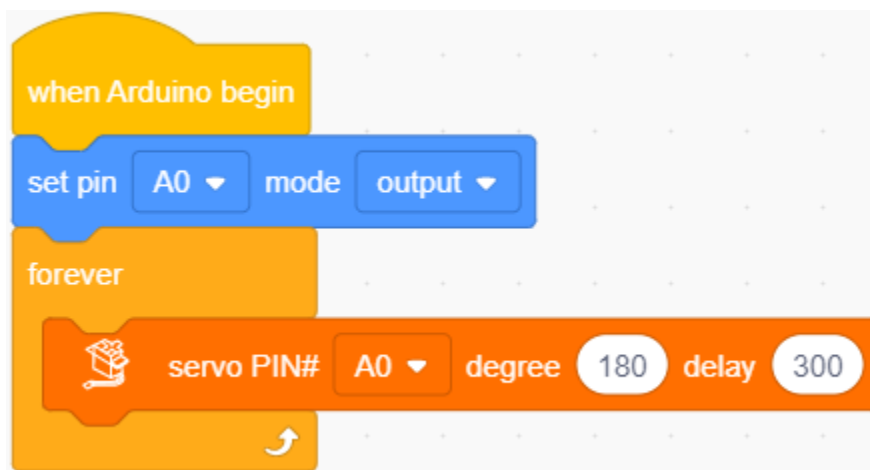 when Arduino begin
set pin A0 mode output
forever
servo PIN# A0 degree 180 delay 300